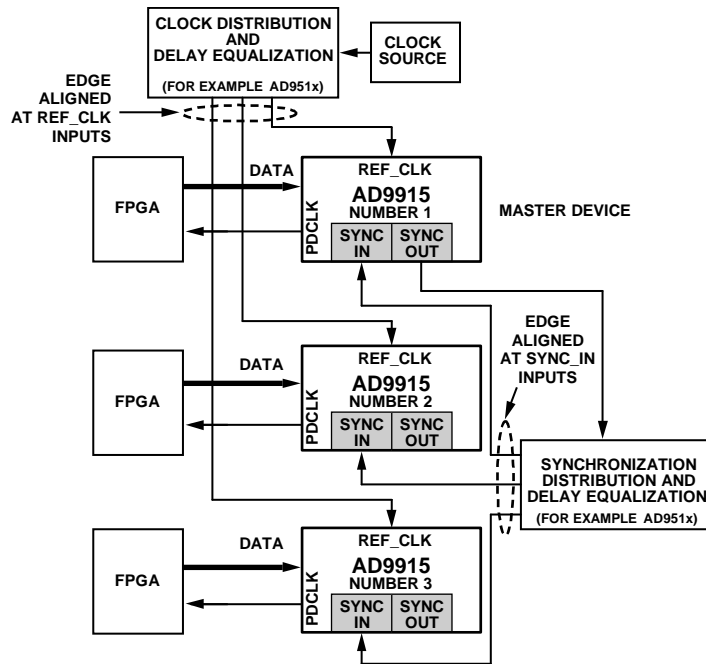 CLOCK DISTRIBUTION
AND
DELAY EQUALIZATION
(FOR EXAMPLE AD951x)
CLOCK
SOURCE
EDGE
ALIGNED
AT REF_CLK
INPUTS
FPGA
DATA
REF_CLK
AD9915
NUMBER 1
PDCLK
SYNC
IN
SYNC
OUT
MASTER DEVICE
EDGE
ALIGNED
AT SYNC_IN
INPUTS
FPGA
DATA
REF_CLK
AD9915
NUMBER 2
PDCLK
SYNC
IN
SYNC
OUT
SYNCHRONIZATION
DISTRIBUTION AND
DELAY EQUALIZATION
(FOR EXAMPLE AD951x)
FPGA
DATA
REF_CLK
AD9915
NUMBER 3
PDCLK
SYNC
IN
SYNC
OUT